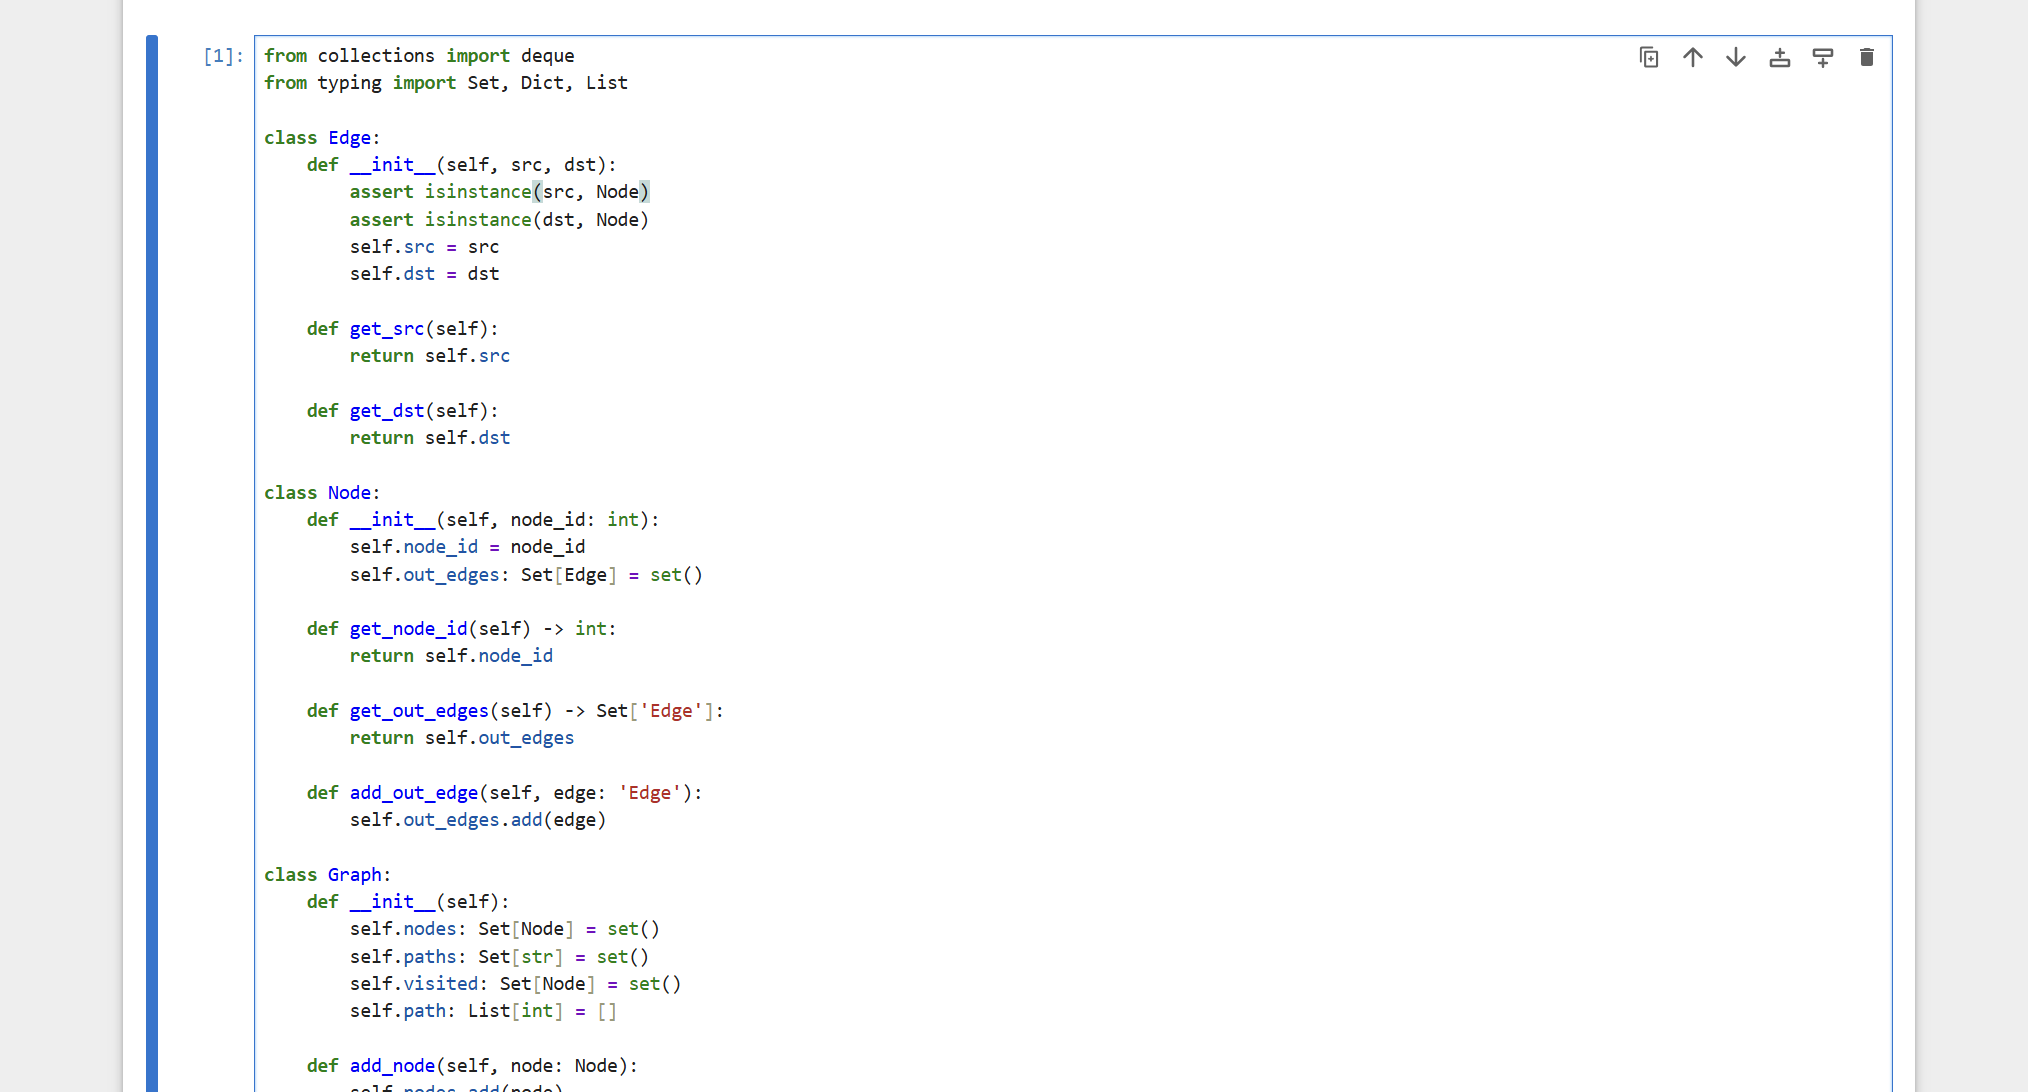 [1]: from collections import deque
from typing import Set, Dict, List

class Edge:
    def __init__(self, src, dst):
        assert isinstance(src, Node)
        assert isinstance(dst, Node)
        self.src = src
        self.dst = dst

    def get_src(self):
        return self.src

    def get_dst(self):
        return self.dst

class Node:
    def __init__(self, node_id: int):
        self.node_id = node_id
        self.out_edges: Set[Edge] = set()

    def get_node_id(self) -> int:
        return self.node_id

    def get_out_edges(self) -> Set['Edge']:
        return self.out_edges

    def add_out_edge(self, edge: 'Edge'):
        self.out_edges.add(edge)

class Graph:
    def __init__(self):
        self.nodes: Set[Node] = set()
        self.paths: Set[str] = set()
        self.visited: Set[Node] = set()
        self.path: List[int] = []

    def add_node(self, node: Node):
        self.nodes.add(node)